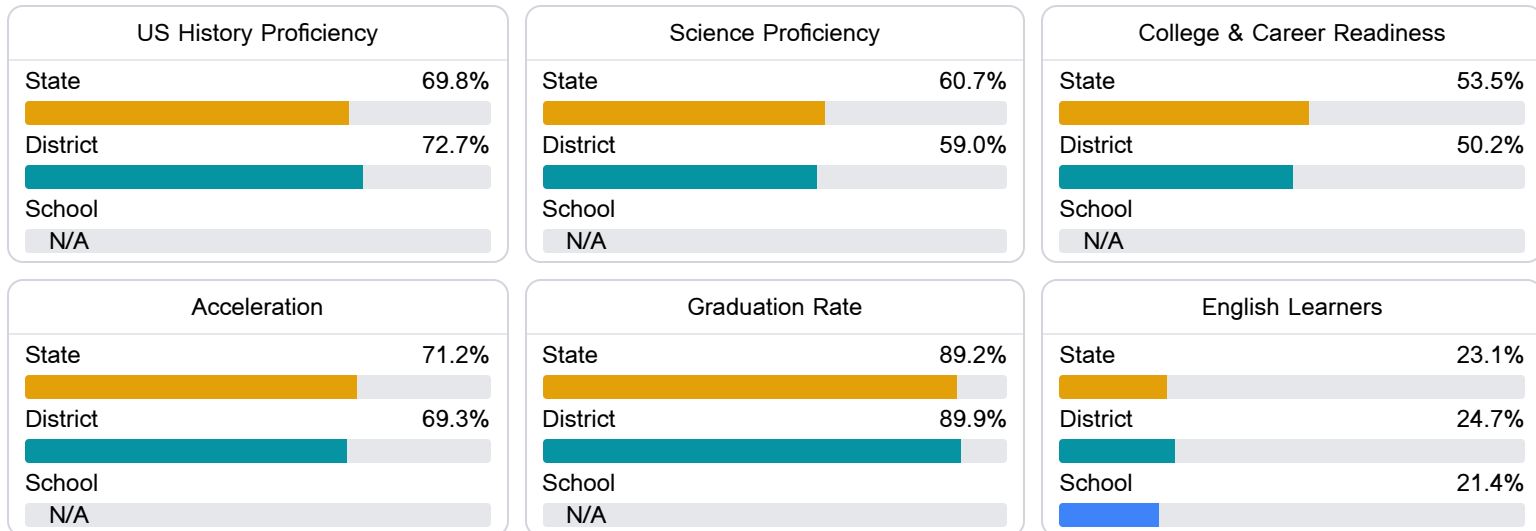 US History Proficiency
State 69.8%
District 72.7%
School
N/A
Science Proficiency
State 60.7%
District 59.0%
School
N/A
College & Career Readiness
State 53.5%
District 50.2%
School
N/A
Acceleration
State 71.2%
District 69.3%
School
N/A
Graduation Rate
State 89.2%
District 89.9%
School
N/A
English Learners
State 23.1%
District 24.7%
School 21.4%